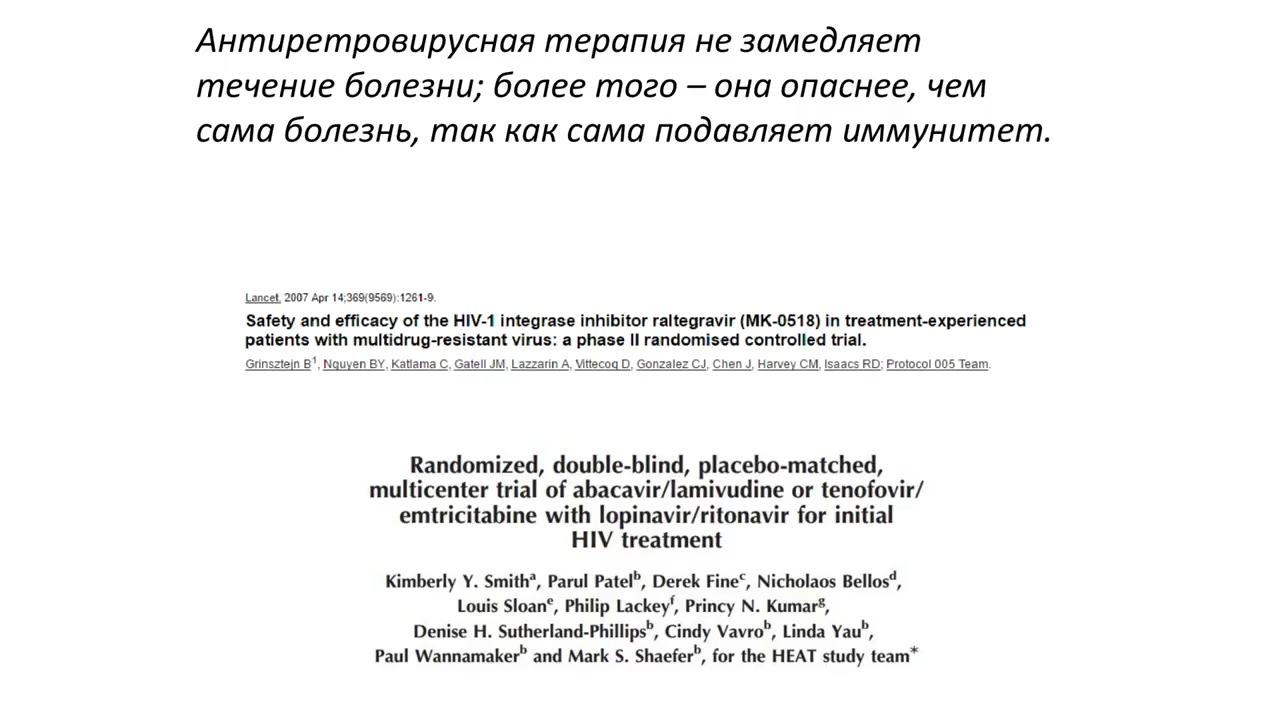 Антиретровирусная терапия не замедляет
течение болезни; более того – она опаснее, чем
сама болезнь, так как сама подавляет иммунитет.
Lancet. 2007 Apr 14;369(9569):1261-9.
Safety and efficacy of the HIV-1 integrase inhibitor raltegravir (MK-0518) in treatment-experienced
patients with multidrug-resistant virus: a phase II randomised controlled trial.
Grinsztejn B1, Nguyen BY, Katlama C, Gatell JM, Lazzarin A, Vittecoq D, Gonzalez CJ, Chen J, Harvey CM, Isaacs RD; Protocol 005 Team.
Randomized, double-blind, placebo-matched,
multicenter trial of abacavir/lamivudine or tenofovir/
emtricitabine with lopinavir/ritonavir for initial
HIV treatment
Kimberly Y. Smitha, Parul Patelb, Derek Finec, Nicholaos Bellosd,
Louis Sloane, Philip Lackeyf, Princy N. Kumarg,
Denise H. Sutherland-Phillipsb, Cindy Vavrob, Linda Yaub,
Paul Wannamakerb and Mark S. Shaeferb, for the HEAT study team*